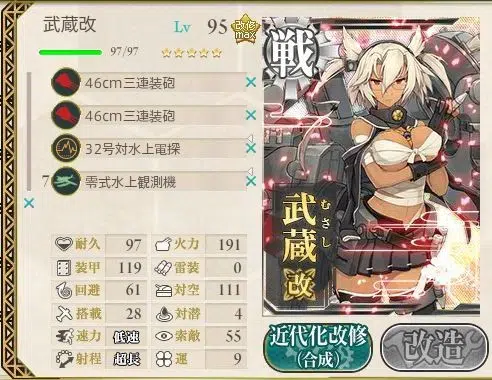 武蔵改 Lv 95 改修max
97/97
46cm三連装砲
46cm三連装砲
32号対水上電探
7 零式水上観測機
耐久 97 火力 191
装甲 119 雷装 0
回避 61 対空 111
搭載 28 対潜 4
速力 低速 索敵 55
射程 超長 運 9
戦
武蔵改
むさし
近代化改修
(合成)
改造